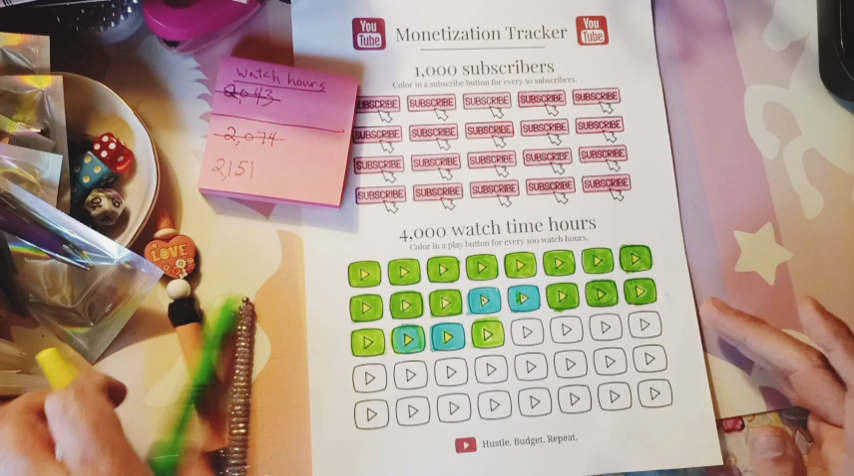 You
Tube
Monetization Tracker
You
Tube
1,000 subscribers
Color in a subscribe button for every 50 subscribers.
SUBSCRIBE SUBSCRIBE SUBSCRIBE SUBSCRIBE SUBSCRIBE
SUBSCRIBE SUBSCRIBE SUBSCRIBE SUBSCRIBE SUBSCRIBE
SUBSCRIBE SUBSCRIBE SUBSCRIBE SUBSCRIBE SUBSCRIBE
SUBSCRIBE SUBSCRIBE SUBSCRIBE SUBSCRIBE SUBSCRIBE
watch hours
2,043
2,074
2,151
LOVE
4,000 watch time hours
Color in a play button for every 100 watch hours.
Hustle. Budget. Repeat.